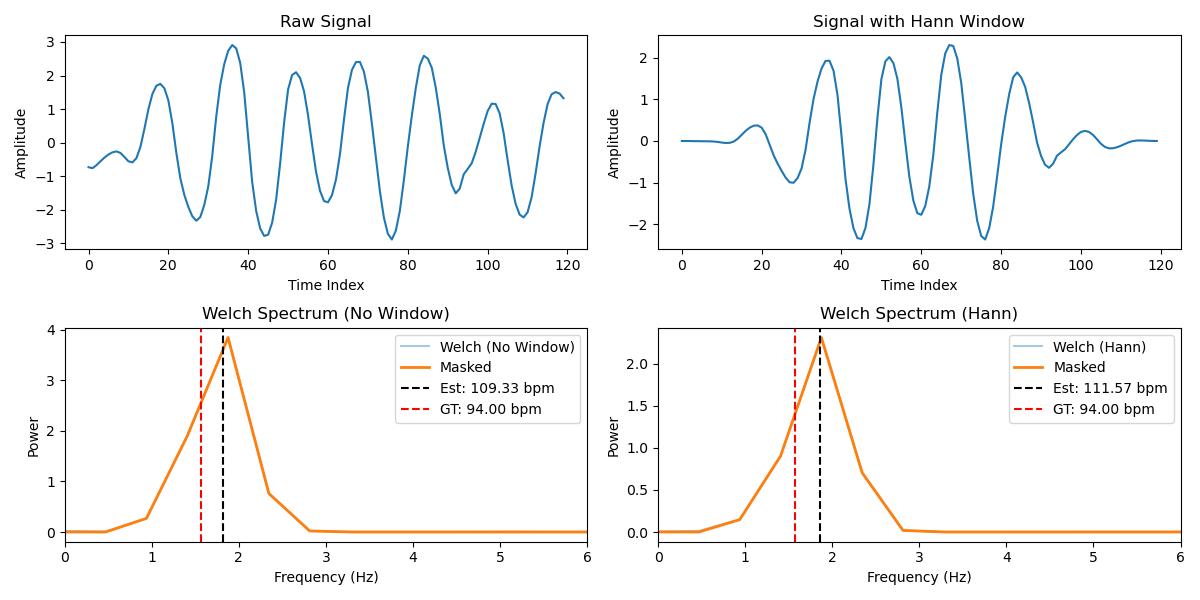 Raw Signal
Amplitude
3
2
1
0
−1
−2
−3
0 20 40 60 80 100 120
Time Index
Signal with Hann Window
Amplitude
2
1
0
−1
−2
0 20 40 60 80 100 120
Time Index
Welch Spectrum (No Window)
Power
4
3
2
1
0
Welch (No Window)
Masked
Est: 109.33 bpm
GT: 94.00 bpm
0 1 2 3 4 5 6
Frequency (Hz)
Welch Spectrum (Hann)
Power
2.0
1.5
1.0
0.5
0.0
Welch (Hann)
Masked
Est: 111.57 bpm
GT: 94.00 bpm
0 1 2 3 4 5 6
Frequency (Hz)